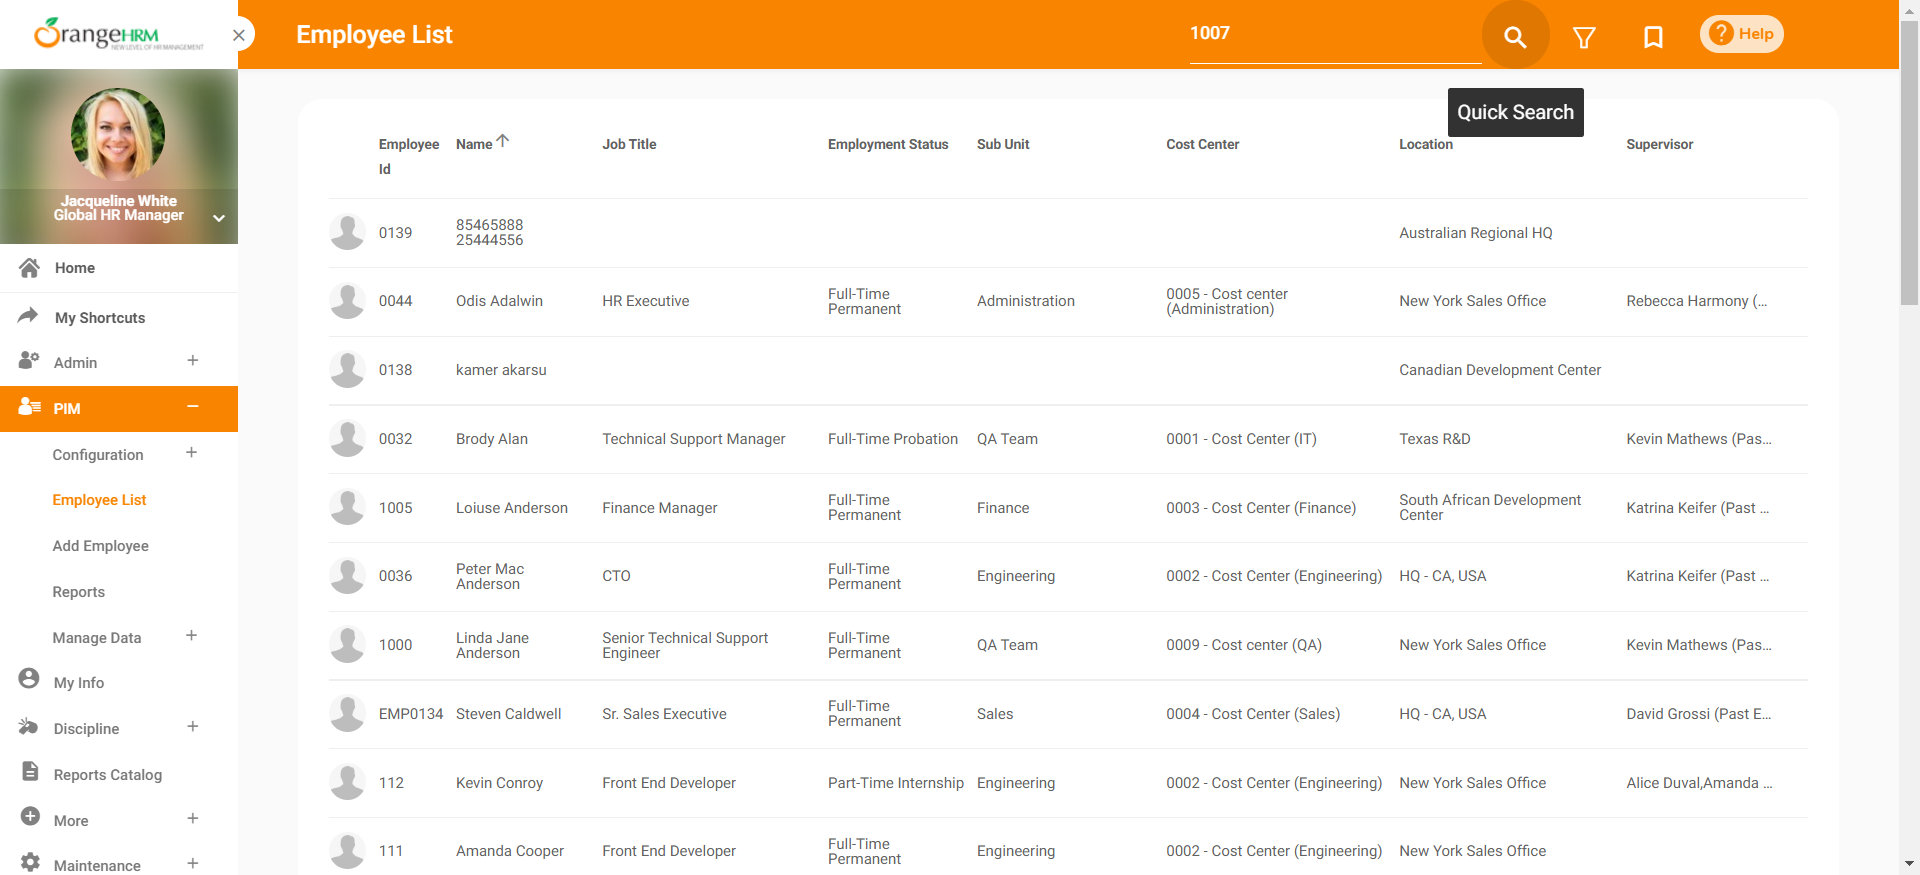 OrangeHRM
NEW LEVEL OF HR MANAGEMENT
Employee List
1007
? Help
Quick Search
Jacqueline White
Global HR Manager
Home
My Shortcuts
Admin
PIM
Configuration
Employee List
Add Employee
Reports
Manage Data
My Info
Discipline
Reports Catalog
More
Maintenance
Employee Id Name Job Title Employment Status Sub Unit Cost Center Location Supervisor
0139 85465888 25444556 Australian Regional HQ
0044 Odis Adalwin HR Executive Full-Time Permanent Administration 0005 - Cost center (Administration) New York Sales Office Rebecca Harmony (...
0138 kamer akarsu Canadian Development Center
0032 Brody Alan Technical Support Manager Full-Time Probation QA Team 0001 - Cost Center (IT) Texas R&D Kevin Mathews (Pas...
1005 Loiuse Anderson Finance Manager Full-Time Permanent Finance 0003 - Cost Center (Finance) South African Development Center Katrina Keifer (Past ...
0036 Peter Mac Anderson CTO Full-Time Permanent Engineering 0002 - Cost Center (Engineering) HQ - CA, USA Katrina Keifer (Past ...
1000 Linda Jane Anderson Senior Technical Support Engineer Full-Time Permanent QA Team 0009 - Cost center (QA) New York Sales Office Kevin Mathews (Pas...
EMP0134 Steven Caldwell Sr. Sales Executive Full-Time Permanent Sales 0004 - Cost Center (Sales) HQ - CA, USA David Grossi (Past E...
112 Kevin Conroy Front End Developer Part-Time Internship Engineering 0002 - Cost Center (Engineering) New York Sales Office Alice Duval,Amanda ...
111 Amanda Cooper Front End Developer Full-Time Permanent Engineering 0002 - Cost Center (Engineering) New York Sales Office